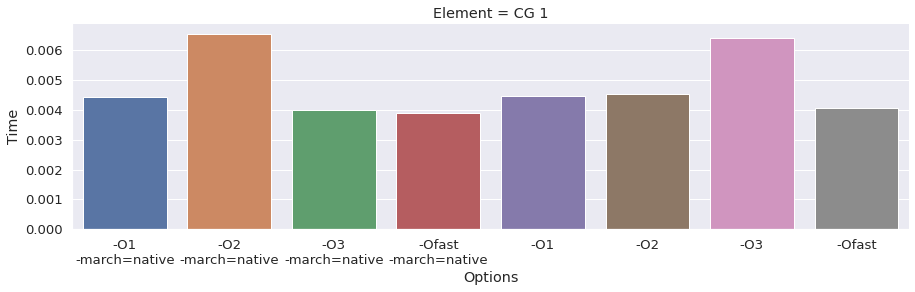 Element = CG 1
Time
0.006
0.005
0.004
0.003
0.002
0.001
0.000
-O1
-march=native
-O2
-march=native
-O3
-march=native
-Ofast
-march=native
-O1
-O2
-O3
-Ofast
Options